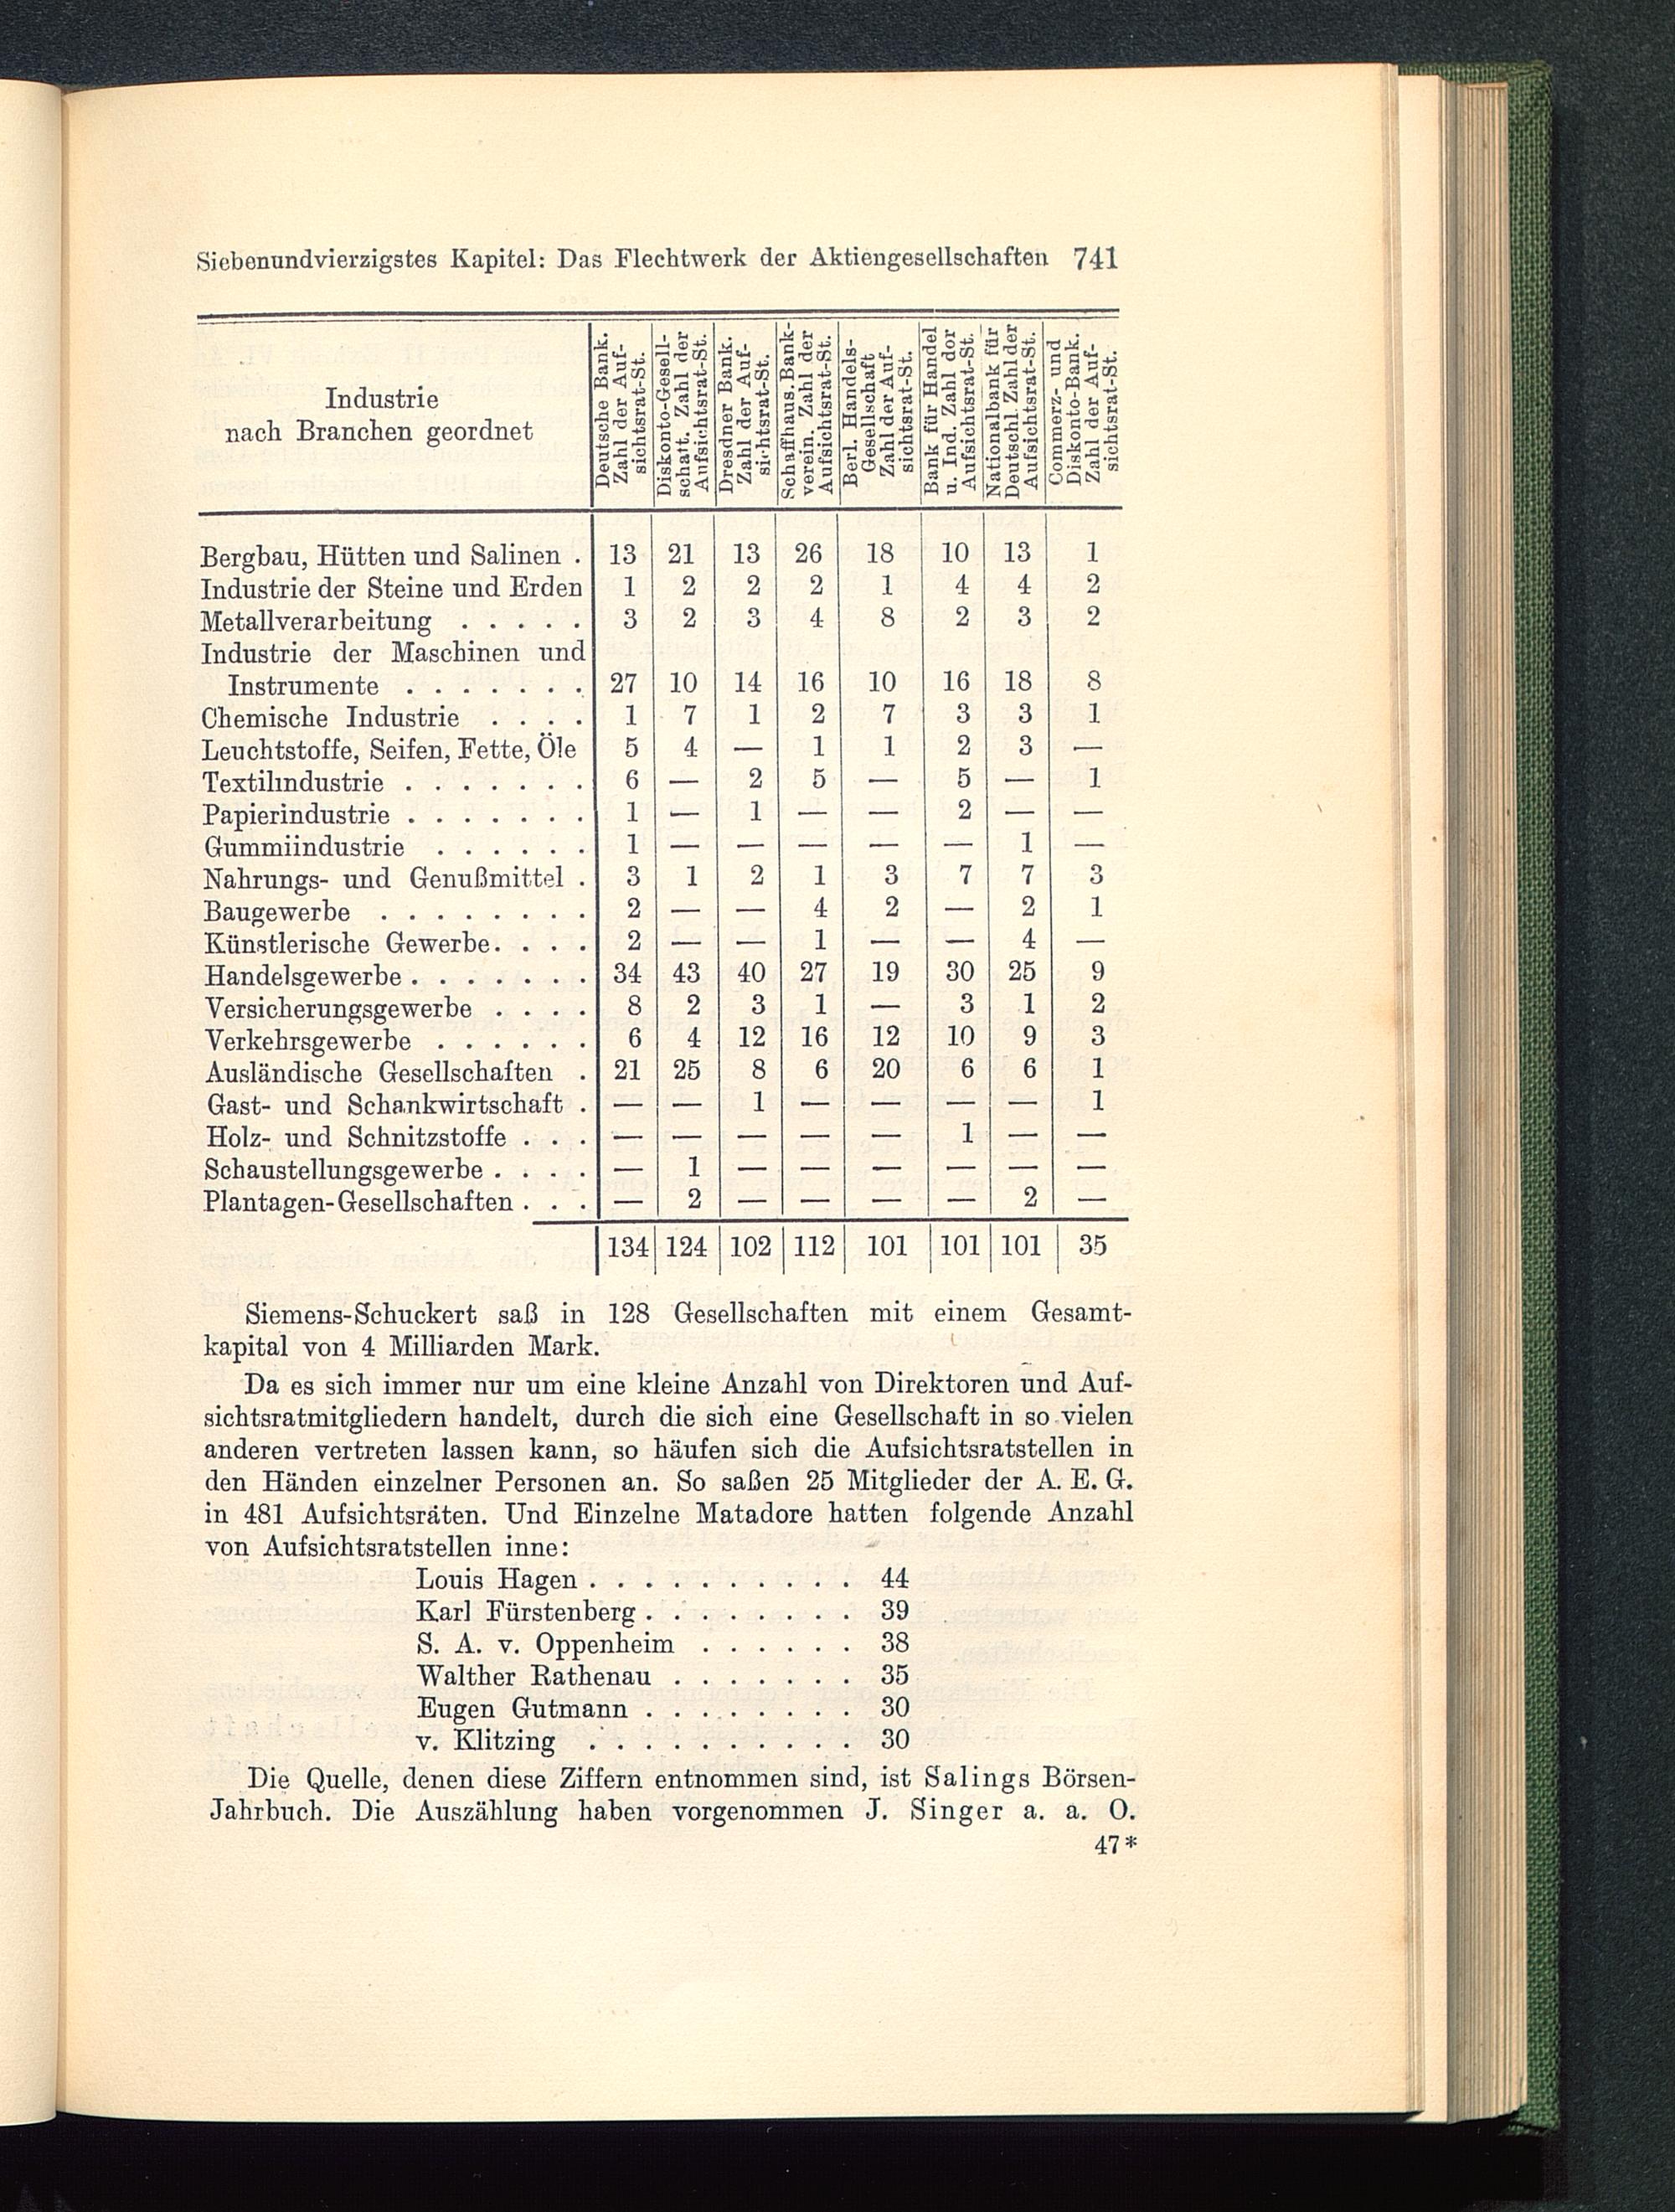 Siebenundvierzigstes Kapitel: Das Flechtwerk der Aktiengesellschaften 741
Industrie
nach Branchen geordnet
Deutsche Bank.
Zahl der Auf-
sichtsrat-St.
Diskonto-Gesell-
schaft. Zahl der
Aufsichtsrat-St.
Dresdner Bank.
Zahl der Auf-
sichtsrat-St.
Schaffhaus. Bank-
verein. Zahl der
Aufsichtsrat-St.
Berl. Handels-
Gesellschaft
Zahl der Auf-
sichtsrat-St.
Bank für Handel
u. Ind. Zahl der
Aufsichtsrat-St.
Nationalbank für
Deutschl. Zahl der
Aufsichtsrat-St.
Commerz- und
Diskonto-Bank.
Zahl der Auf-
sichtsrat-St.
Bergbau, Hütten und Salinen . 13 21 13 26 18 10 13 1
Industrie der Steine und Erden 1 2 2 2 1 4 4 2
Metallverarbeitung . . . . . 3 2 3 4 8 2 3 2
Industrie der Maschinen und
Instrumente . . . . . . . 27 10 14 16 10 16 18 8
Chemische Industrie . . . . 1 7 1 2 7 3 3 1
Leuchtstoffe, Seifen, Fette, Öle 5 4 — 1 1 2 3 —
Textilindustrie . . . . . . . 6 — 2 5 — 5 — 1
Papierindustrie . . . . . . . 1 — 1 — — 2 — —
Gummiindustrie . . . . . . 1 — — — — — 1 —
Nahrungs- und Genußmittel . 3 1 2 1 3 7 7 3
Baugewerbe . . . . . . . . 2 — — 4 2 — 2 1
Künstlerische Gewerbe. . . . 2 — — 1 — — 4 —
Handelsgewerbe . . . . . . . 34 43 40 27 19 30 25 9
Versicherungsgewerbe . . . . 8 2 3 1 — 3 1 2
Verkehrsgewerbe . . . . . . 6 4 12 16 12 10 9 3
Ausländische Gesellschaften . 21 25 8 6 20 6 6 1
Gast- und Schankwirtschaft . — — 1 — — — — 1
Holz- und Schnitzstoffe . . . — — — — — 1 — —
Schaustellungsgewerbe . . . . — 1 — — — — — —
Plantagen-Gesellschaften . . . — 2 — — — — 2 —
134 124 102 112 101 101 101 35
Siemens-Schuckert saß in 128 Gesellschaften mit einem Gesamt-
kapital von 4 Milliarden Mark.
Da es sich immer nur um eine kleine Anzahl von Direktoren und Auf-
sichtsratmitgliedern handelt, durch die sich eine Gesellschaft in so vielen
anderen vertreten lassen kann, so häufen sich die Aufsichtsratstellen in
den Händen einzelner Personen an. So saßen 25 Mitglieder der A. E. G.
in 481 Aufsichtsräten. Und Einzelne Matadore hatten folgende Anzahl
von Aufsichtsratstellen inne:
Louis Hagen . . . . . . . . . . 44
Karl Fürstenberg . . . . . . . . 39
S. A. v. Oppenheim . . . . . . 38
Walther Rathenau . . . . . . . 35
Eugen Gutmann . . . . . . . . 30
v. Klitzing . . . . . . . . . . 30
Die Quelle, denen diese Ziffern entnommen sind, ist Salings Börsen-
Jahrbuch. Die Auszählung haben vorgenommen J. Singer a. a. O.
47*